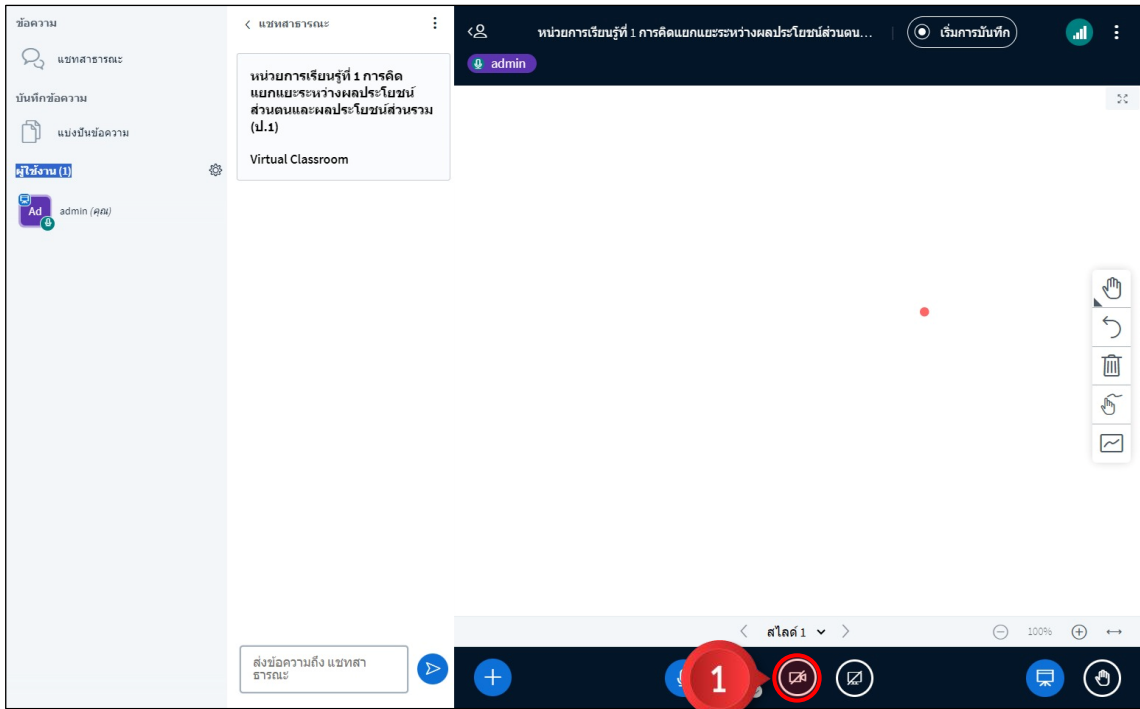 ข้อความ
แชทสาธารณะ
บันทึกข้อความ
แบ่งปันข้อความ
ผู้ใช้งาน (1)
Ad
admin (คุณ)
แชทสาธารณะ
หน่วยการเรียนรู้ที่ 1 การคิด
แยกแยะระหว่างผลประโยชน์
ส่วนตนและผลประโยชน์ส่วนรวม
(ป.1)
Virtual Classroom
ส่งข้อความถึง แชทสา
ธารณะ
หน่วยการเรียนรู้ที่ 1 การคิดแยกแยะระหว่างผลประโยชน์ส่วนตน...
เริ่มการบันทึก
admin
สไลด์ 1
100%
1